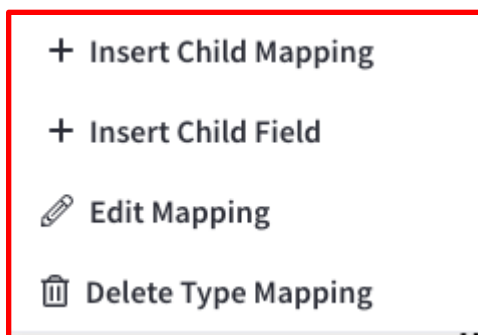 + Insert Child Mapping
+ Insert Child Field
Edit Mapping
Delete Type Mapping